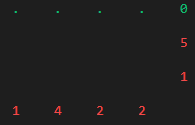 . . . . 0
5
1
1 4 2 2